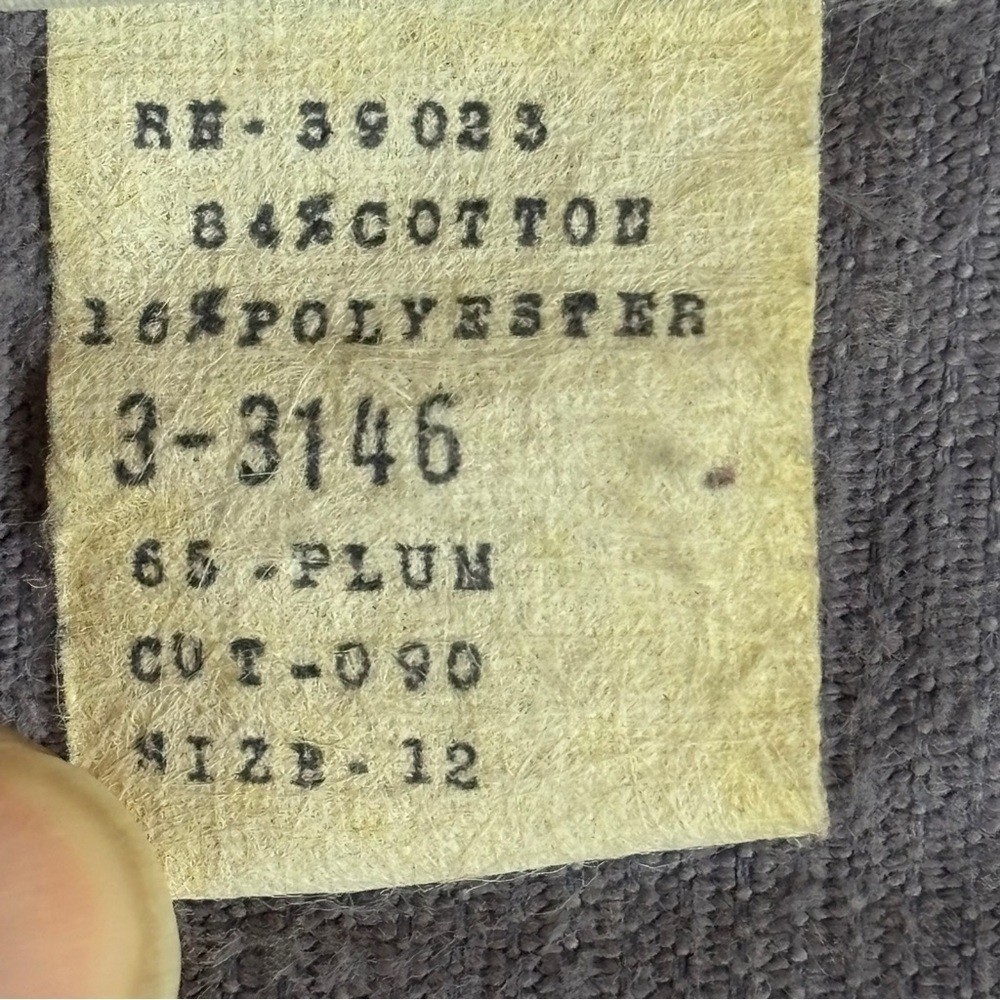 RN-39023
84%COTTON
16%POLYESTER
3-3146
65-PLUM
CUT-090
SIZE-12